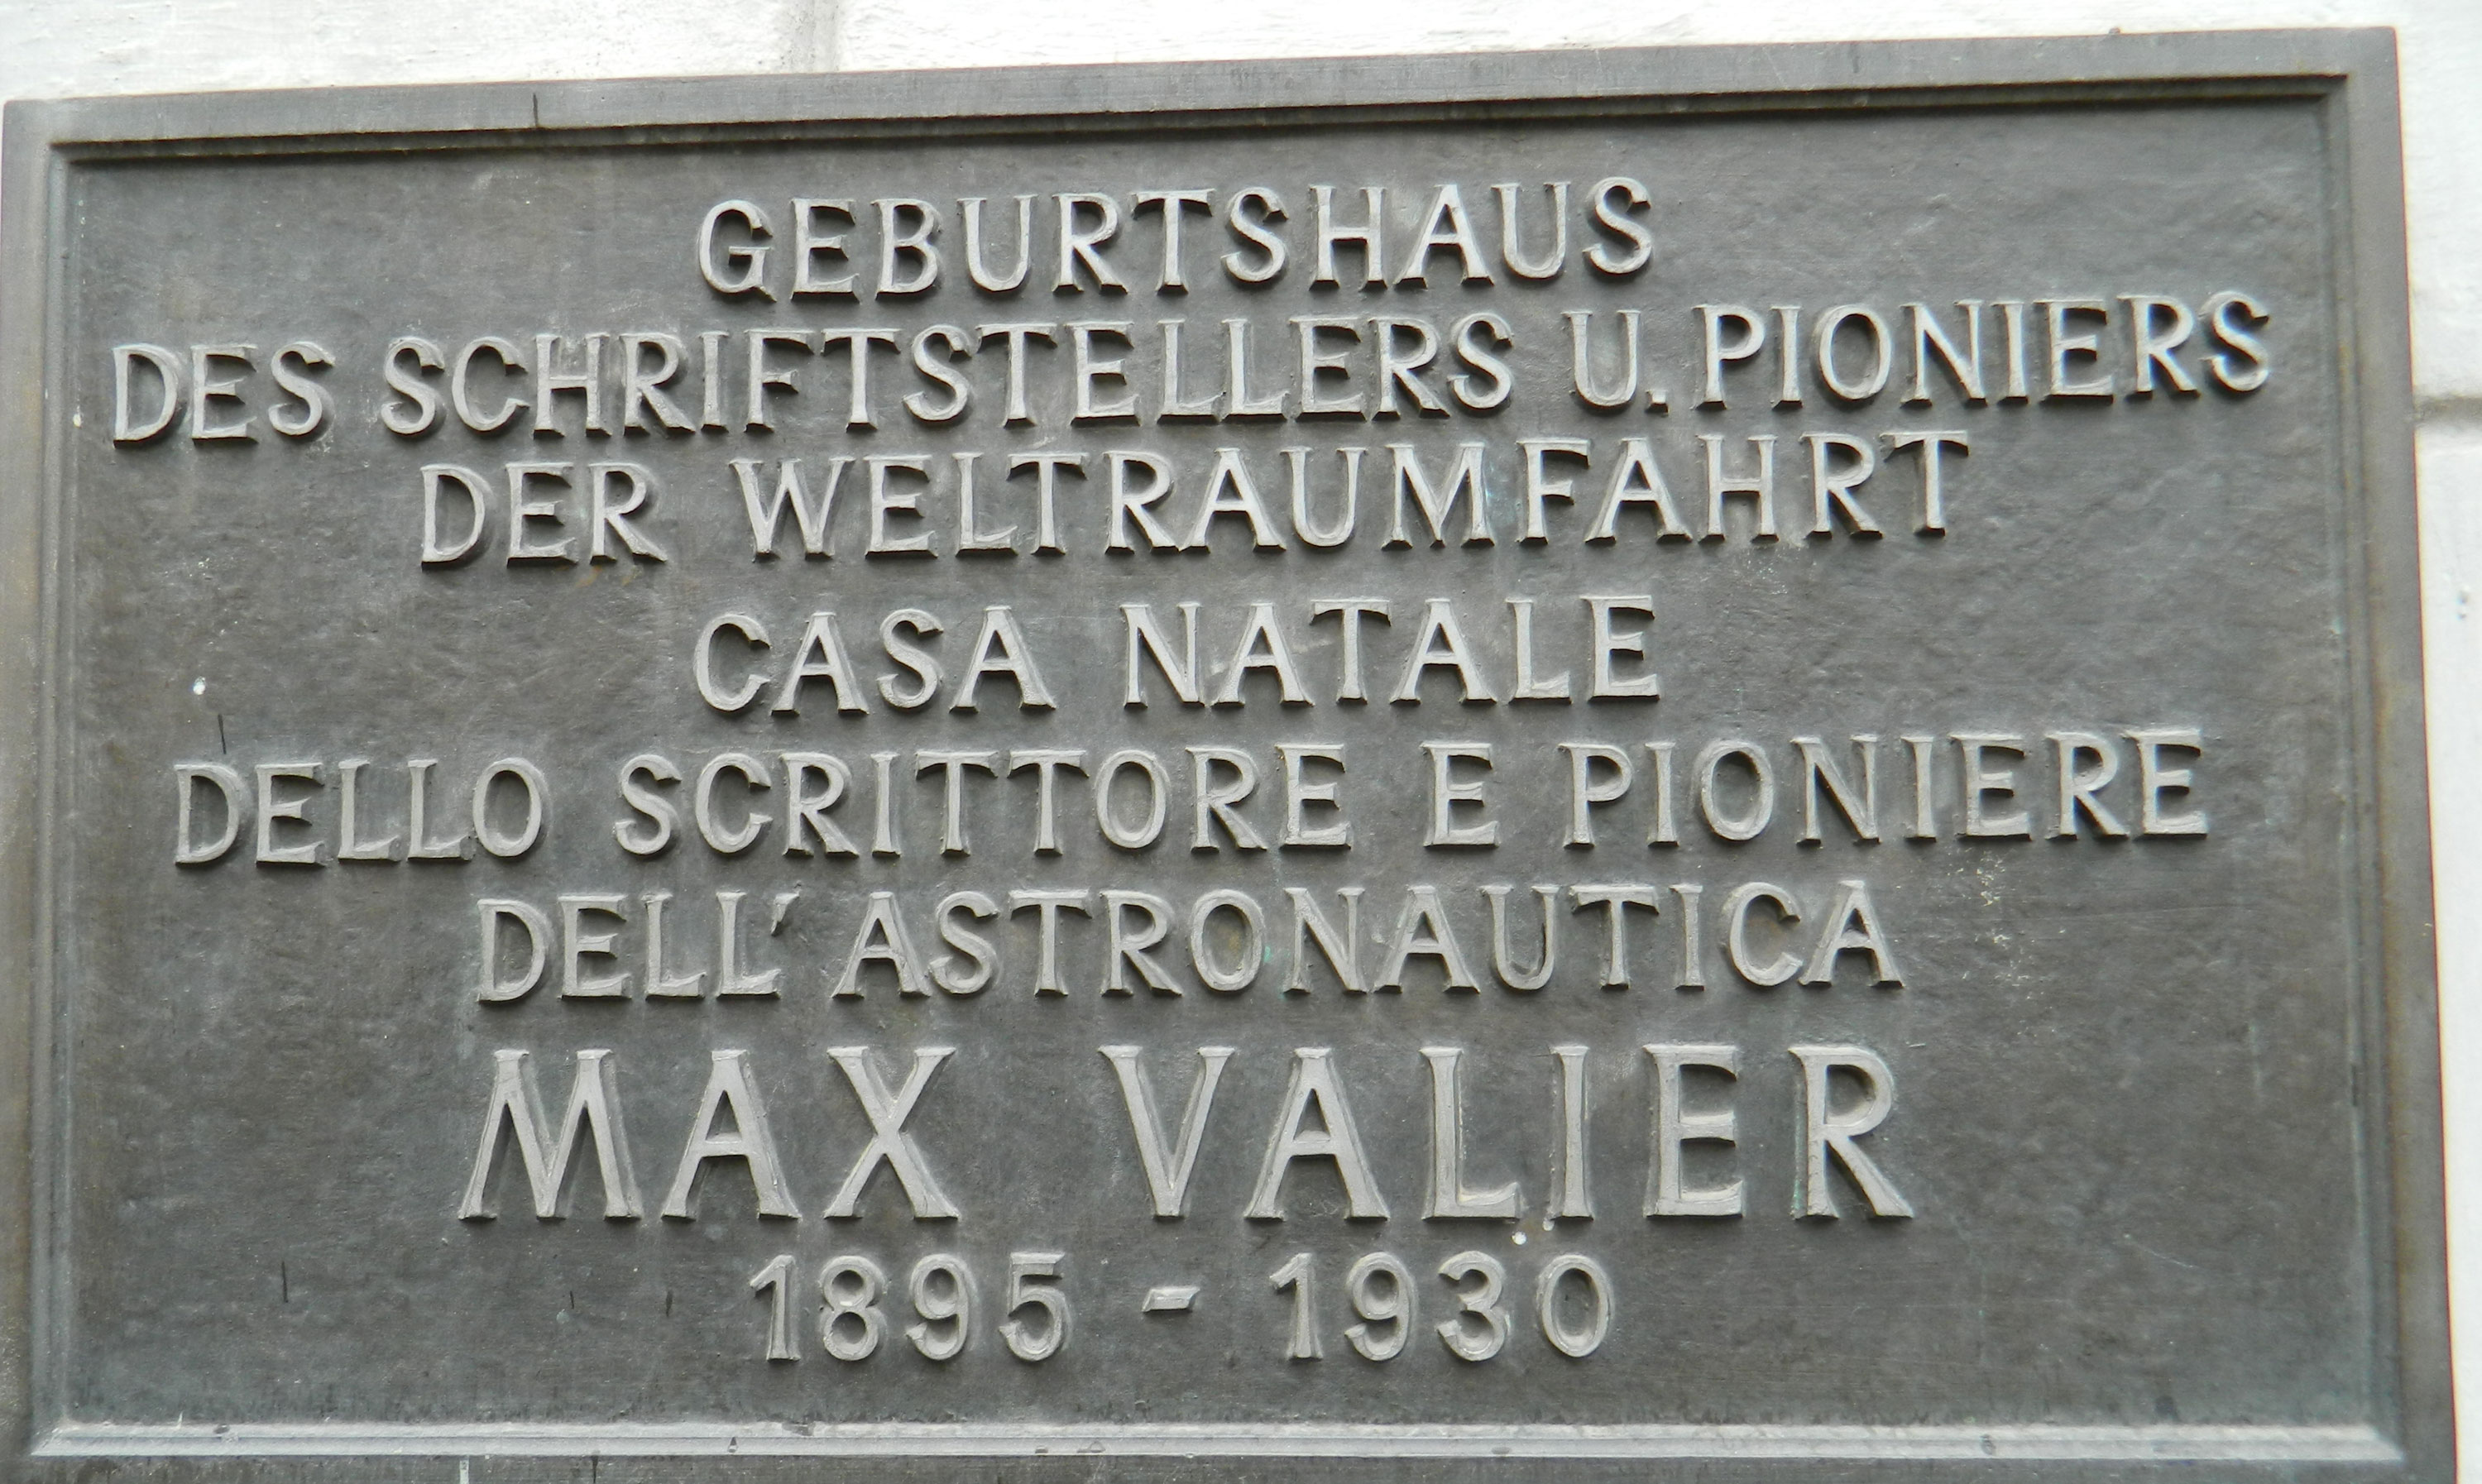 GEBURTSHAUS
DES SCHRIFTSTELLERS U. PIONIERS
DER WELTRAUMFAHRT
CASA NATALE
DELLO SCRITTORE E PIONIERE
DELL'ASTRONAUTICA
MAX VALIER
1895 - 1930